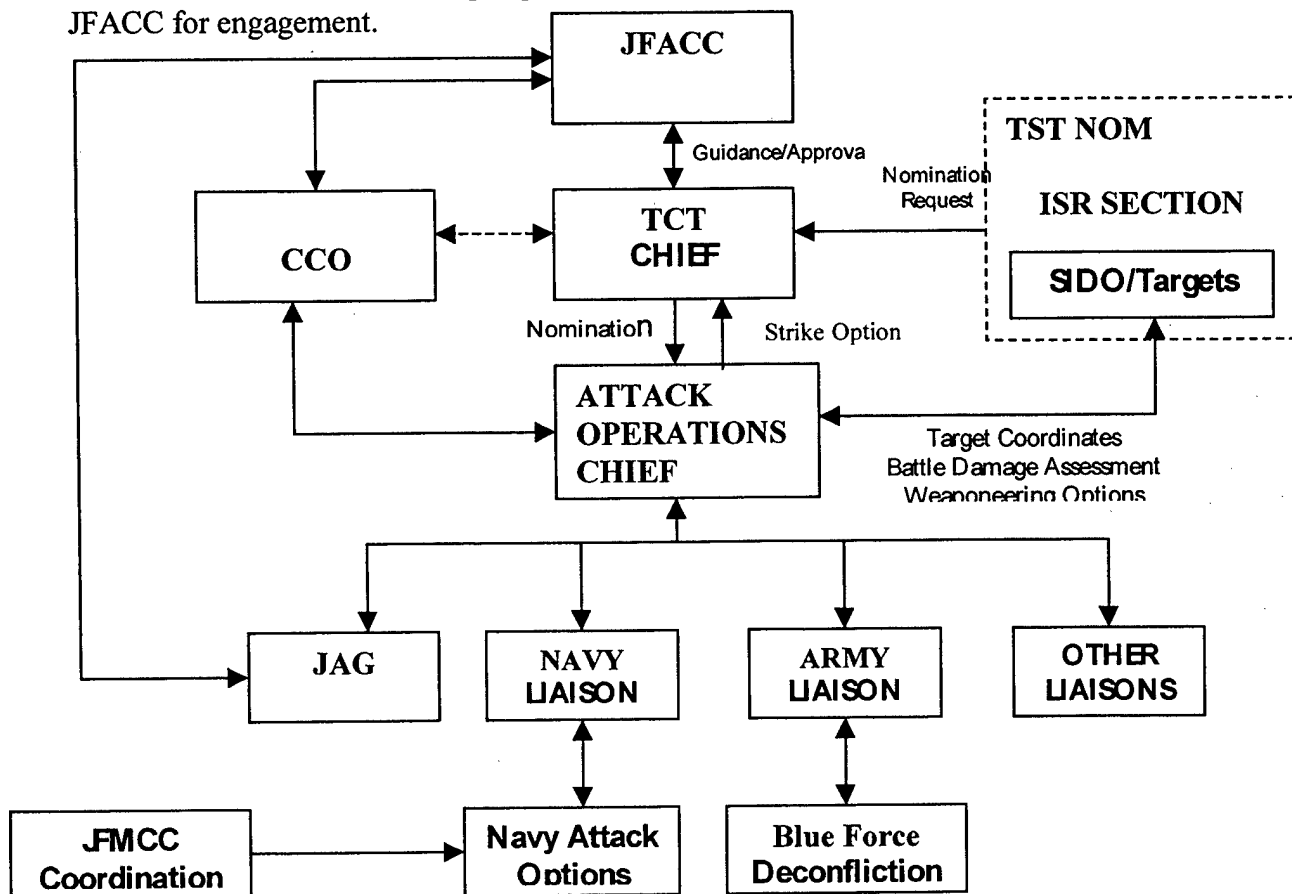 JFACC for engagement.
JFACC
TST NOM
Guidance/Approva
Nomination
Request
ISR SECTION
TCT
CHIEF
CCO
SIDO/Targets
Nomination
Strike Option
ATTACK
OPERATIONS
CHIEF
Target Coordinates
Battle Damage Assessment
Weaponeering Options
JAG
NAVY
LIAISON
ARMY
LIAISON
OTHER
LIAISONS
JFMCC
Coordination
Navy Attack
Options
Blue Force
Deconfliction